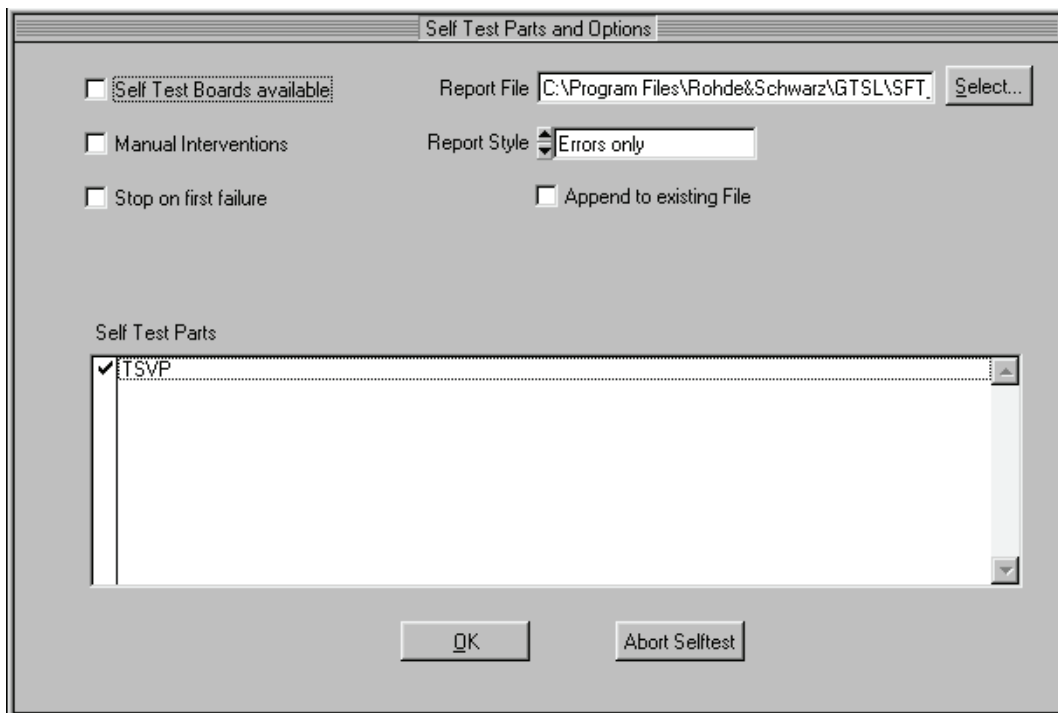 Self Test Parts and Options
Self Test Boards available
Report File C:\Program Files\Rohde&Schwarz\GTSL\SFT_ Select...
Manual Interventions
Report Style Errors only
Stop on first failure
Append to existing File
Self Test Parts
TSVP
OK
Abort Selftest